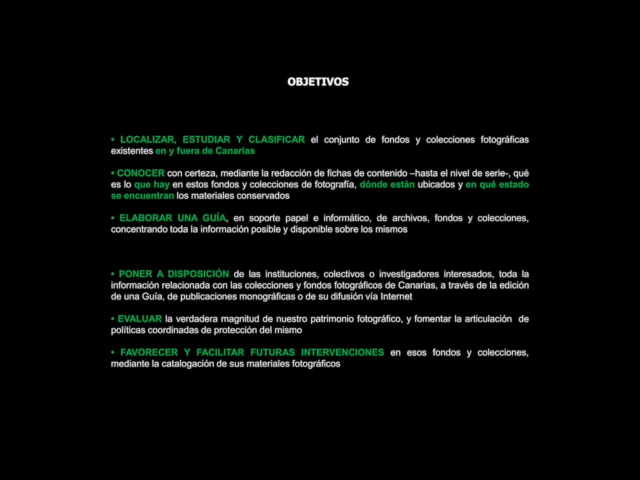 OBJETIVOS
• LOCALIZAR, ESTUDIAR Y CLASIFICAR el conjunto de fondos y colecciones fotográficas
existentes en y fuera de Canarias
• CONOCER con certeza, mediante la redacción de fichas de contenido –hasta el nivel de serie-, qué
es lo que hay en estos fondos y colecciones de fotografía, dónde están ubicados y en qué estado
se encuentran los materiales conservados
• ELABORAR UNA GUÍA, en soporte papel e informático, de archivos, fondos y colecciones,
concentrando toda la información posible y disponible sobre los mismos
• PONER A DISPOSICIÓN de las instituciones, colectivos o investigadores interesados, toda la
información relacionada con las colecciones y fondos fotográficos de Canarias, a través de la edición
de una Guía, de publicaciones monográficas o de su difusión vía Internet
• EVALUAR la verdadera magnitud de nuestro patrimonio fotográfico, y fomentar la articulación de
políticas coordinadas de protección del mismo
• FAVORECER Y FACILITAR FUTURAS INTERVENCIONES en esos fondos y colecciones,
mediante la catalogación de sus materiales fotográficos